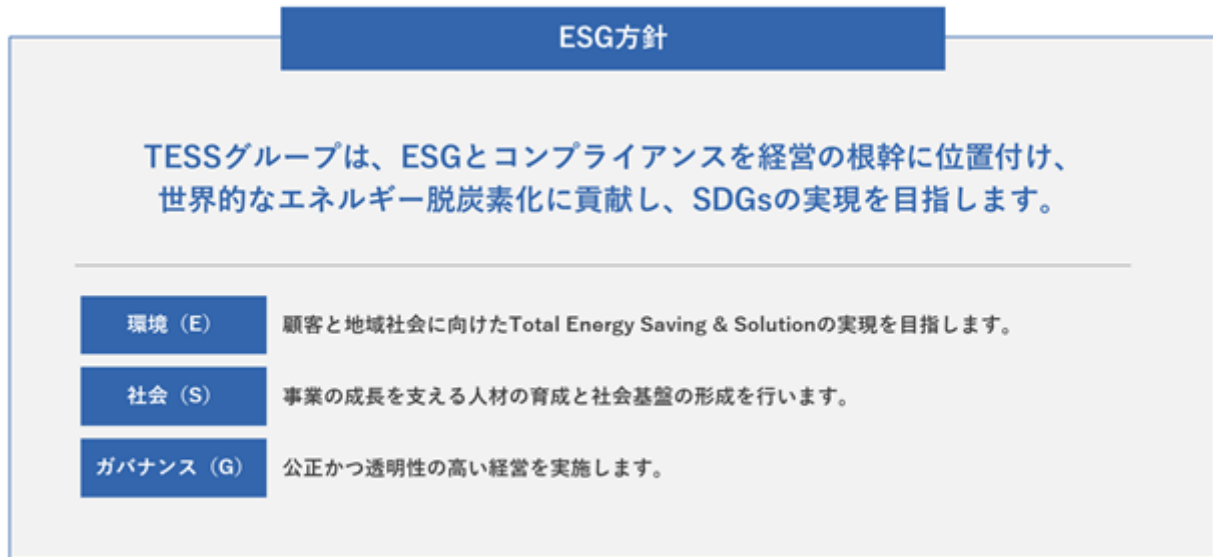 ESG方針
TESSグループは、ESGとコンプライアンスを経営の根幹に位置付け、
世界的なエネルギー脱炭素化に貢献し、SDGsの実現を目指します。
環境（E） 顧客と地域社会に向けたTotal Energy Saving & Solutionの実現を目指します。
社会（S） 事業の成長を支える人材の育成と社会基盤の形成を行います。
ガバナンス（G） 公正かつ透明性の高い経営を実施します。